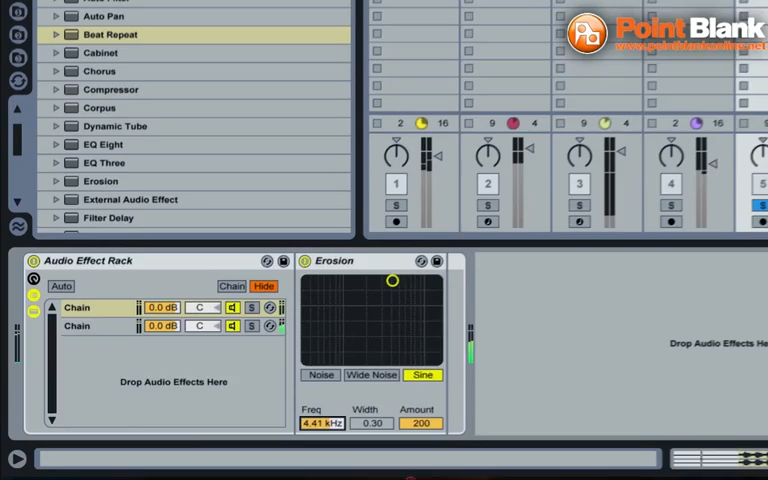 Auto Pan
Beat Repeat
Cabinet
Chorus
Compressor
Corpus
Dynamic Tube
EQ Eight
EQ Three
Erosion
External Audio Effect
Filter Delay
Point Blank
www.pointblankonline.net
2 16 9 4 9 4 2 16 9
1 2 3 4 5
S S S S S
Audio Effect Rack
Auto Chain Hide
Chain 0.0 dB C S
Chain 0.0 dB C S
Drop Audio Effects Here
Erosion
Noise Wide Noise Sine
Freq Width Amount
4.41 kHz 0.30 200
Drop Audio Effects He